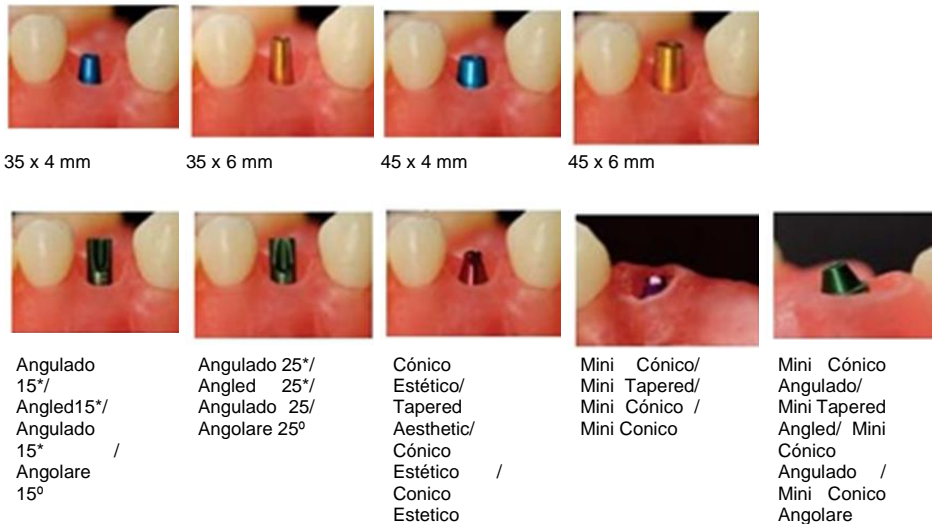 35 x 4 mm
35 x 6 mm
45 x 4 mm
45 x 6 mm
Angulado
15*/
Angled15*/
Angulado
15* /
Angolare
15º
Angulado 25*/
Angled 25*/
Angulado 25/
Angolare 25º
Cónico
Estético/
Tapered
Aesthetic/
Cónico
Estético /
Conico
Estetico
Mini Cónico/
Mini Tapered/
Mini Cónico /
Mini Conico
Mini Cónico
Angulado/
Mini Tapered
Angled/ Mini
Cónico
Angulado /
Mini Conico
Angolare